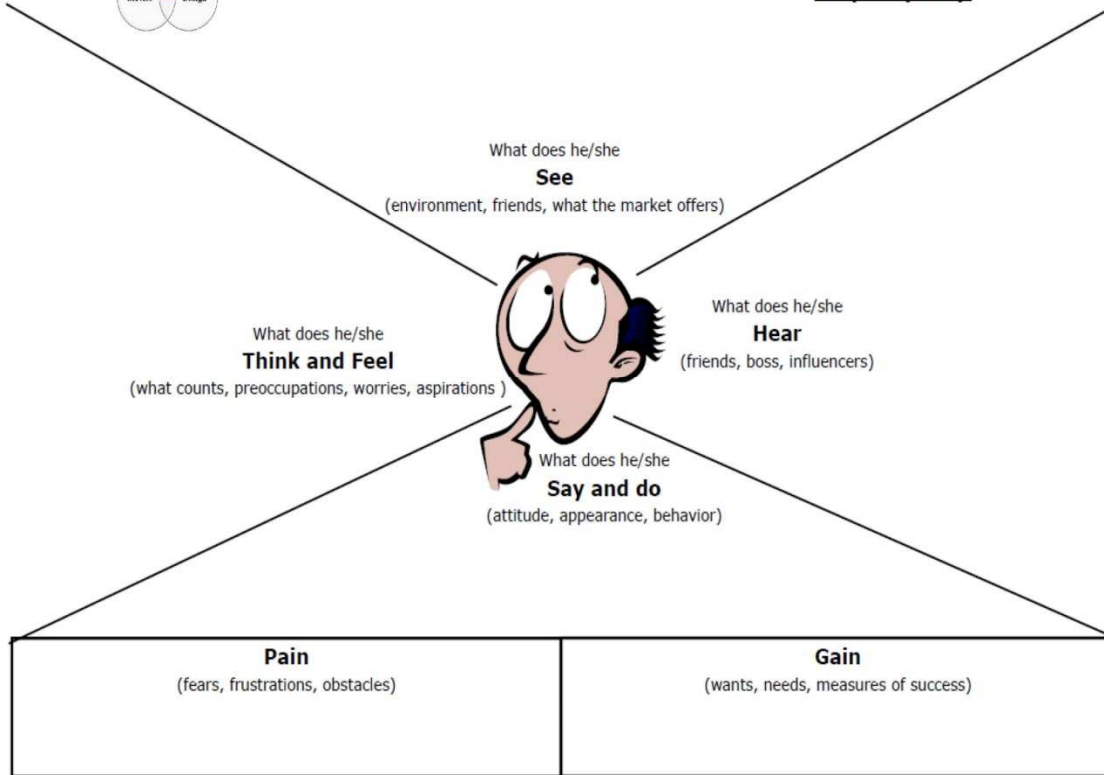 What does he/she
See
(environment, friends, what the market offers)
What does he/she
Think and Feel
(what counts, preoccupations, worries, aspirations )
What does he/she
Hear
(friends, boss, influencers)
What does he/she
Say and do
(attitude, appearance, behavior)
Pain
(fears, frustrations, obstacles)
Gain
(wants, needs, measures of success)